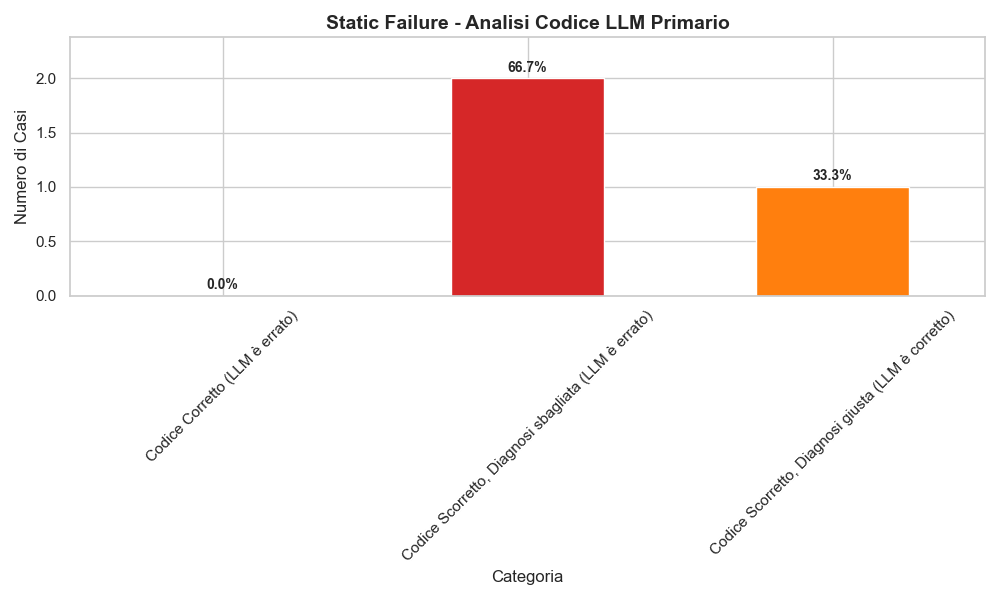 Static Failure - Analisi Codice LLM Primario
Numero di Casi
2.0
1.5
1.0
0.5
0.0
0.0%
66.7%
33.3%
Codice Corretto (LLM è errato)
Codice Scorretto, Diagnosi sbagliata (LLM è errato)
Codice Scorretto, Diagnosi giusta (LLM è corretto)
Categoria